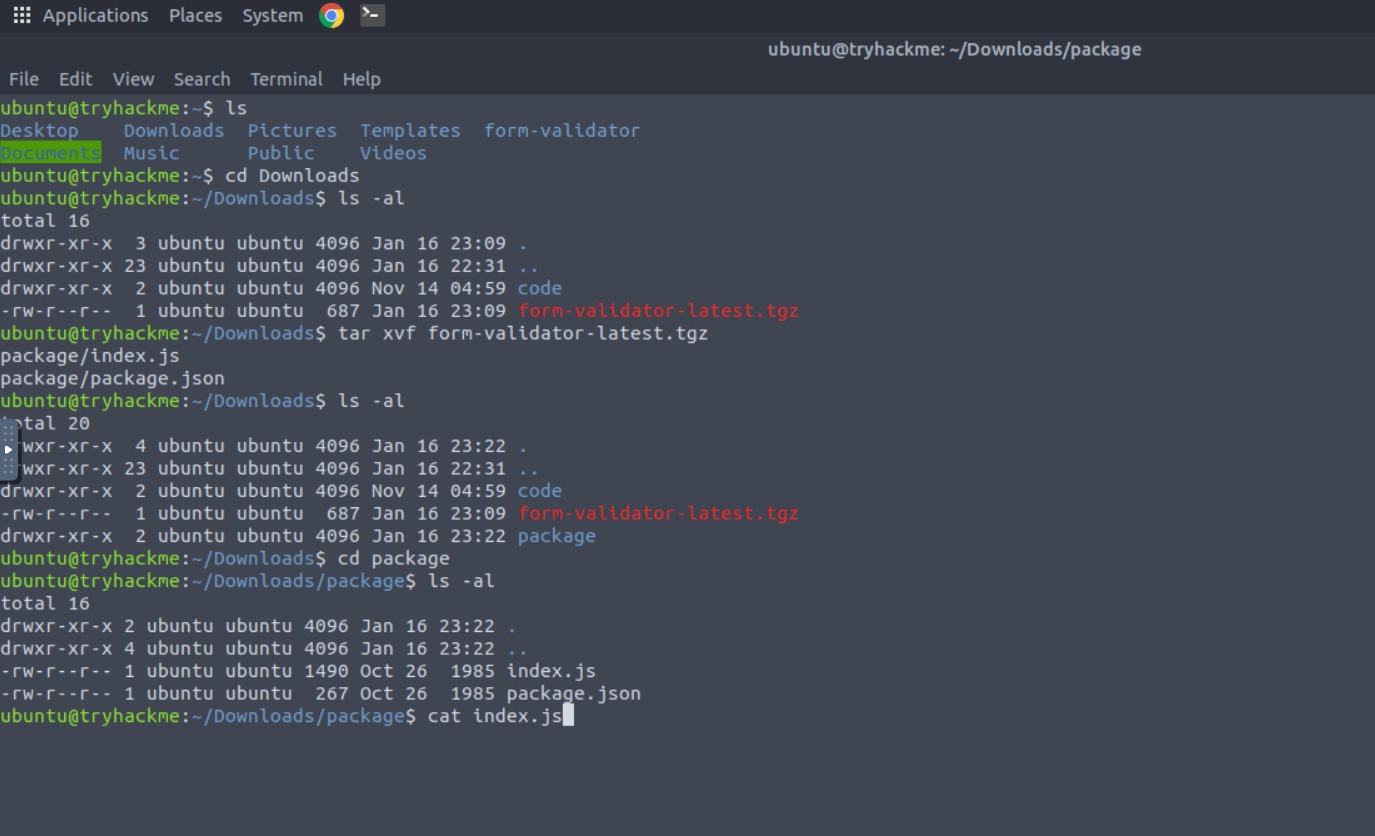 Applications Places System
ubuntu@tryhackme: ~/Downloads/package
File Edit View Search Terminal Help
ubuntu@tryhackme:~$ ls
Desktop    Downloads  Pictures  Templates  form-validator
Documents  Music      Public    Videos
ubuntu@tryhackme:~$ cd Downloads
ubuntu@tryhackme:~/Downloads$ ls -al
total 16
drwxr-xr-x  3 ubuntu ubuntu 4096 Jan 16 23:09 .
drwxr-xr-x 23 ubuntu ubuntu 4096 Jan 16 22:31 ..
drwxr-xr-x  2 ubuntu ubuntu 4096 Nov 14 04:59 code
-rw-r--r--  1 ubuntu ubuntu  687 Jan 16 23:09 form-validator-latest.tgz
ubuntu@tryhackme:~/Downloads$ tar xvf form-validator-latest.tgz
package/index.js
package/package.json
ubuntu@tryhackme:~/Downloads$ ls -al
total 20
drwxr-xr-x  4 ubuntu ubuntu 4096 Jan 16 23:22 .
drwxr-xr-x 23 ubuntu ubuntu 4096 Jan 16 22:31 ..
drwxr-xr-x  2 ubuntu ubuntu 4096 Nov 14 04:59 code
-rw-r--r--  1 ubuntu ubuntu  687 Jan 16 23:09 form-validator-latest.tgz
drwxr-xr-x  2 ubuntu ubuntu 4096 Jan 16 23:22 package
ubuntu@tryhackme:~/Downloads$ cd package
ubuntu@tryhackme:~/Downloads/package$ ls -al
total 16
drwxr-xr-x 2 ubuntu ubuntu 4096 Jan 16 23:22 .
drwxr-xr-x 4 ubuntu ubuntu 4096 Jan 16 23:22 ..
-rw-r--r-- 1 ubuntu ubuntu 1490 Oct 26  1985 index.js
-rw-r--r-- 1 ubuntu ubuntu  267 Oct 26  1985 package.json
ubuntu@tryhackme:~/Downloads/package$ cat index.js